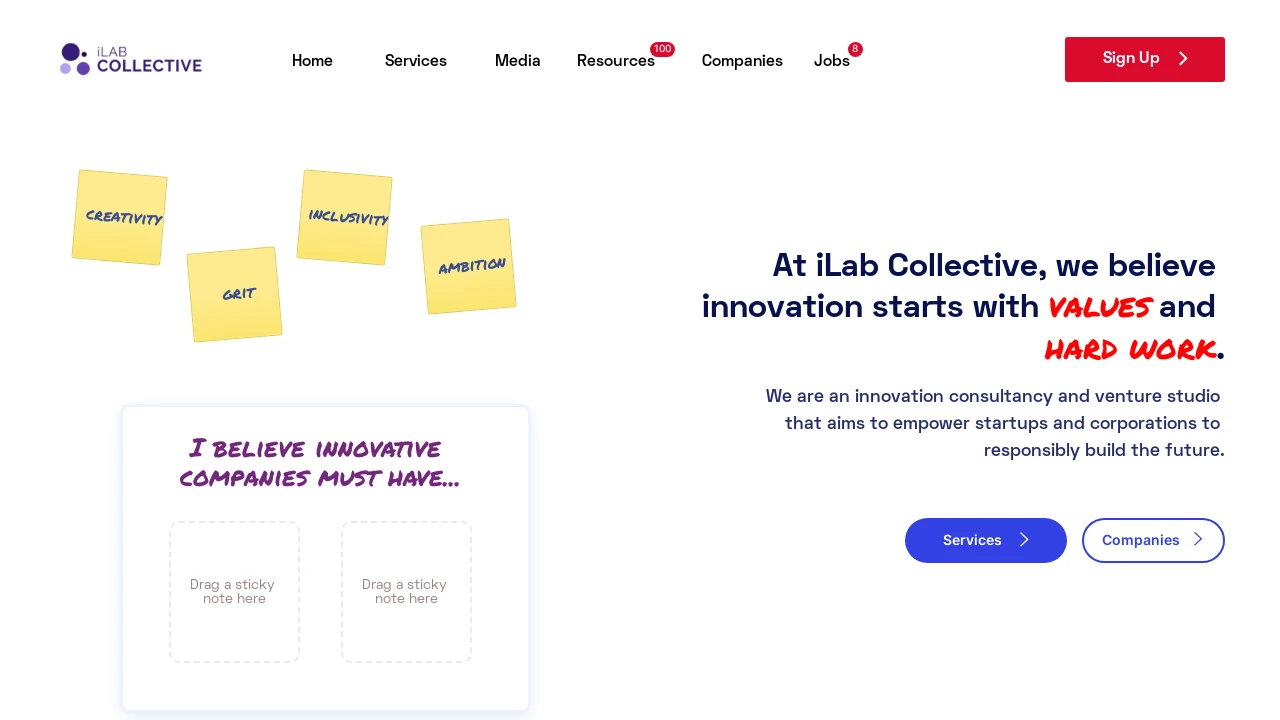 iLAB
COLLECTIVE
Home
Services
Media
Resources
100
Companies
Jobs
8
Sign Up
CREATIVITY
GRIT
INCLUSIVITY
AMBITION
At iLab Collective, we believe
innovation starts with VALUES and
HARD WORK.
We are an innovation consultancy and venture studio
that aims to empower startups and corporations to
responsibly build the future.
Services
Companies
I BELIEVE INNOVATIVE
COMPANIES MUST HAVE...
Drag a sticky
note here
Drag a sticky
note here